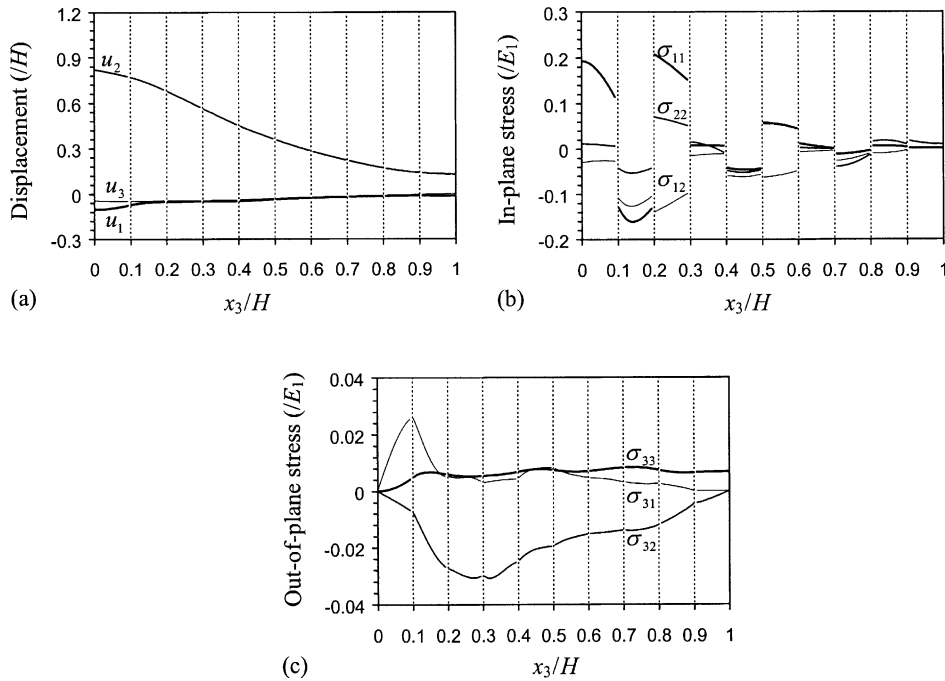 1.2
0.9
0.6
0.3
0
-0.3
Displacement (/H)
u2
u3
u1
0 0.1 0.2 0.3 0.4 0.5 0.6 0.7 0.8 0.9 1
(a)
x3/H
0.3
0.2
0.1
0
-0.1
-0.2
In-plane stress (/E1)
σ11
σ22
σ12
0 0.1 0.2 0.3 0.4 0.5 0.6 0.7 0.8 0.9 1
(b)
x3/H
0.04
0.02
0
-0.02
-0.04
Out-of-plane stress (/E1)
σ33
σ31
σ32
0 0.1 0.2 0.3 0.4 0.5 0.6 0.7 0.8 0.9 1
(c)
x3/H